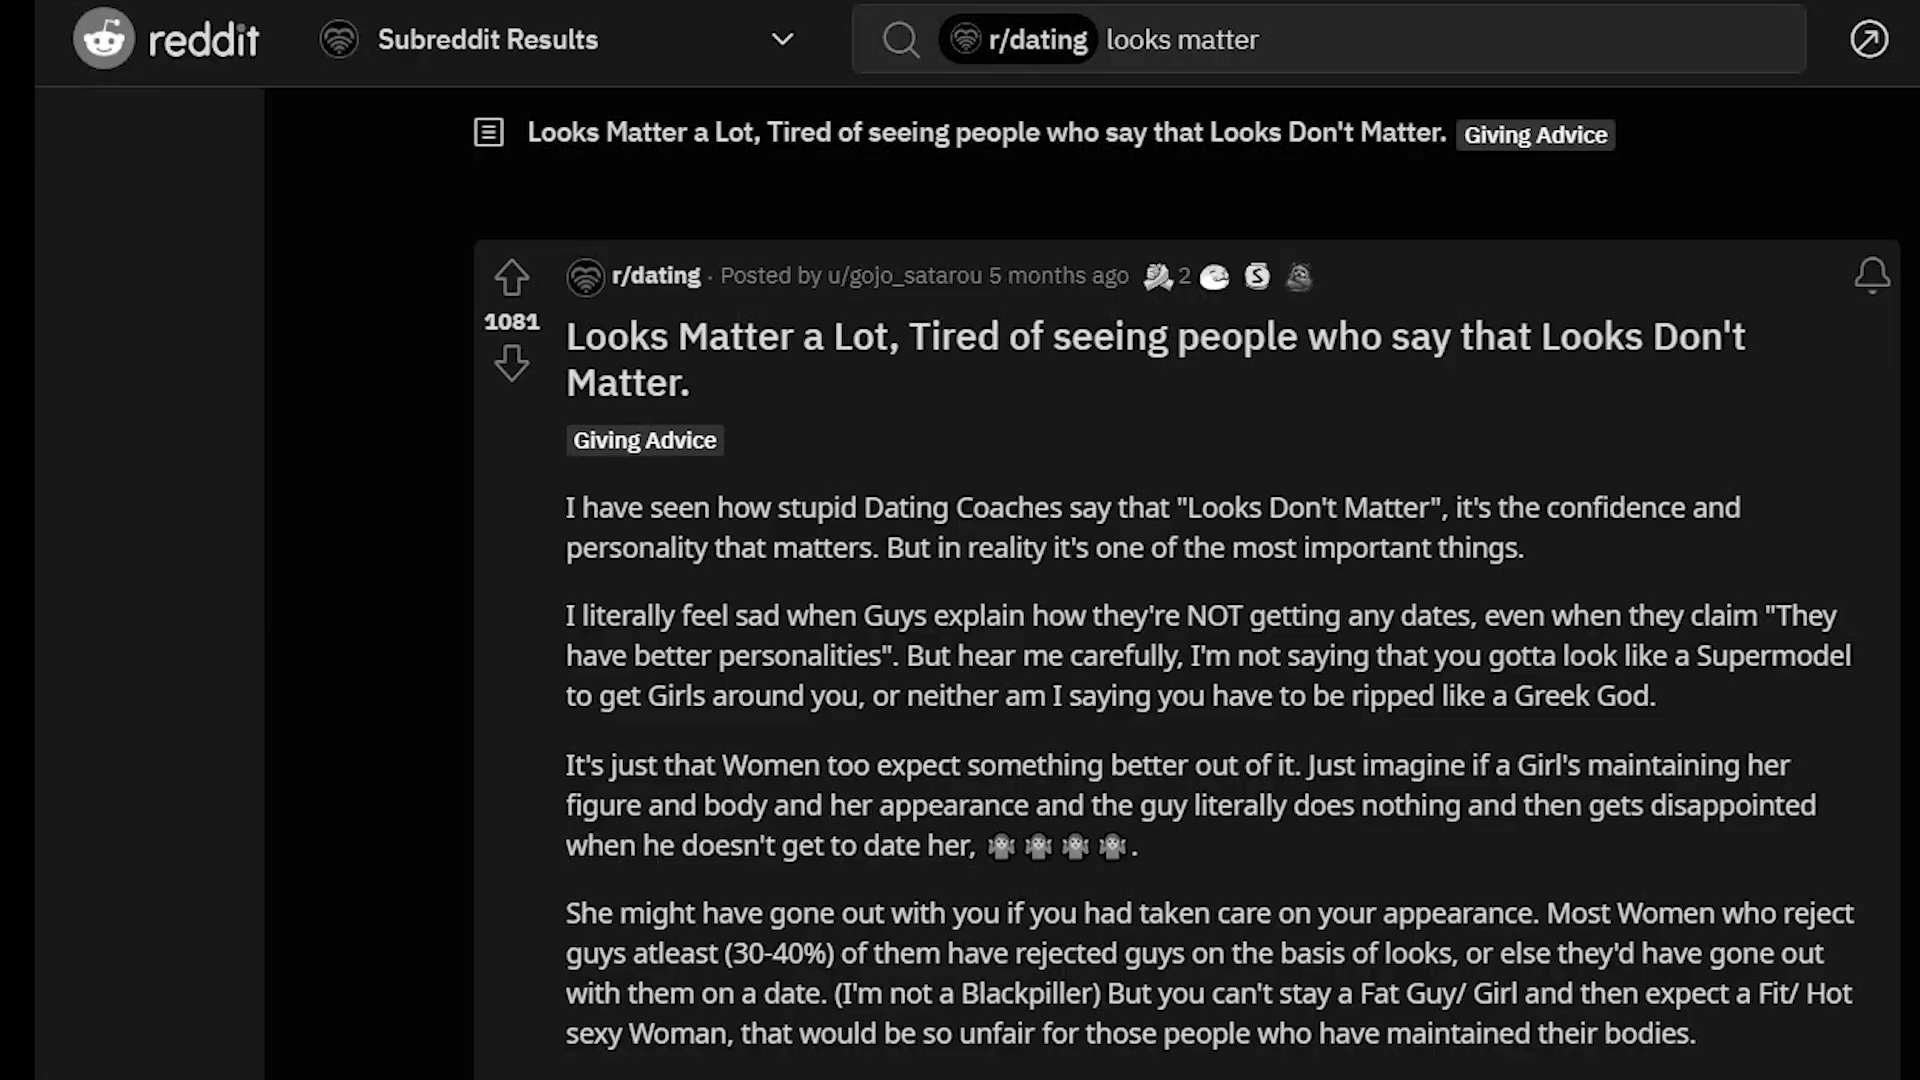 reddit
Subreddit Results
r/dating looks matter
Looks Matter a Lot, Tired of seeing people who say that Looks Don't Matter. Giving Advice
r/dating · Posted by u/gojo_satarou 5 months ago 2
1081
Looks Matter a Lot, Tired of seeing people who say that Looks Don't
Matter.
Giving Advice
I have seen how stupid Dating Coaches say that "Looks Don't Matter", it's the confidence and
personality that matters. But in reality it's one of the most important things.
I literally feel sad when Guys explain how they're NOT getting any dates, even when they claim "They
have better personalities". But hear me carefully, I'm not saying that you gotta look like a Supermodel
to get Girls around you, or neither am I saying you have to be ripped like a Greek God.
It's just that Women too expect something better out of it. Just imagine if a Girl's maintaining her
figure and body and her appearance and the guy literally does nothing and then gets disappointed
when he doesn't get to date her, 🤷🤷🤷🤷.
She might have gone out with you if you had taken care on your appearance. Most Women who reject
guys atleast (30-40%) of them have rejected guys on the basis of looks, or else they'd have gone out
with them on a date. (I'm not a Blackpiller) But you can't stay a Fat Guy/ Girl and then expect a Fit/ Hot
sexy Woman, that would be so unfair for those people who have maintained their bodies.